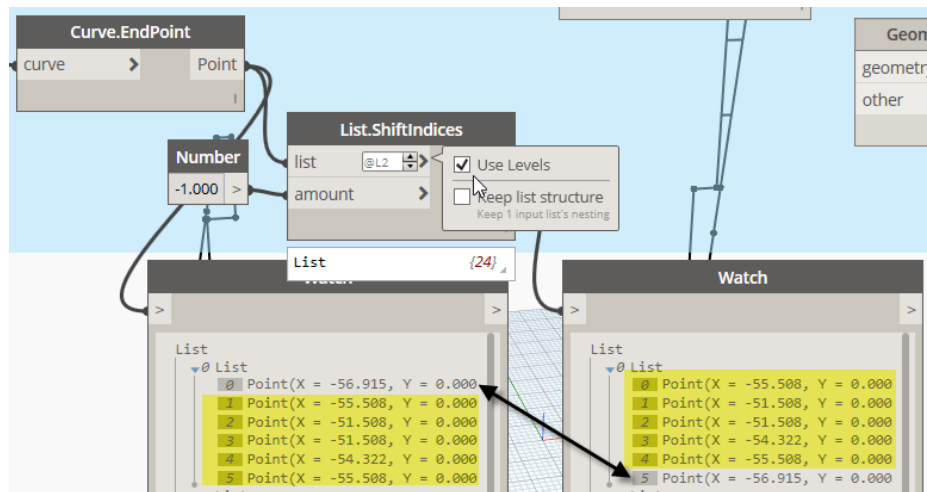 Curve.EndPoint
curve > Point
l
Geom
geometry
other
List.ShiftIndices
list @L2 >
amount >
Number
-1.000 >
Use Levels
Keep list structure
Keep 1 input list's nesting
List {24}
Watch
> >
List
0 List
0 Point(X = -56.915, Y = 0.000
1 Point(X = -55.508, Y = 0.000
2 Point(X = -51.508, Y = 0.000
3 Point(X = -51.508, Y = 0.000
4 Point(X = -54.322, Y = 0.000
5 Point(X = -55.508, Y = 0.000
Watch
> >
List
0 List
0 Point(X = -55.508, Y = 0.000
1 Point(X = -51.508, Y = 0.000
2 Point(X = -51.508, Y = 0.000
3 Point(X = -54.322, Y = 0.000
4 Point(X = -55.508, Y = 0.000
5 Point(X = -56.915, Y = 0.000